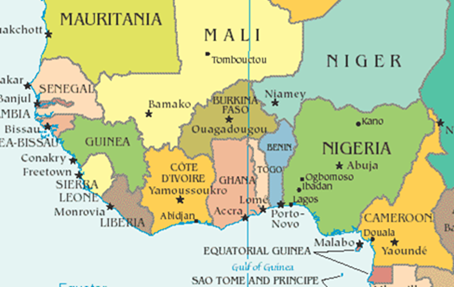 MAURITANIA
MALI
NIGER
Tombouctou
SENEGAL
Banjul
Bissau
Bamako
BURKINA
FASO
Ouagadougou
Niamey
Kano
GUINEA
Conakry
Freetown
SIERRA
LEONE
Monrovia
LIBERIA
CÔTE
D'IVOIRE
Yamoussoukro
Abidjan
GHANA
Accra
TOGO
Lomé
BENIN
Porto-
Novo
NIGERIA
Abuja
Ogbomoso
Ibadan
Lagos
CAMEROON
Douala
Yaoundé
Malabo
EQUATORIAL GUINEA
Gulf of Guinea
SAO TOME AND PRINCIPE